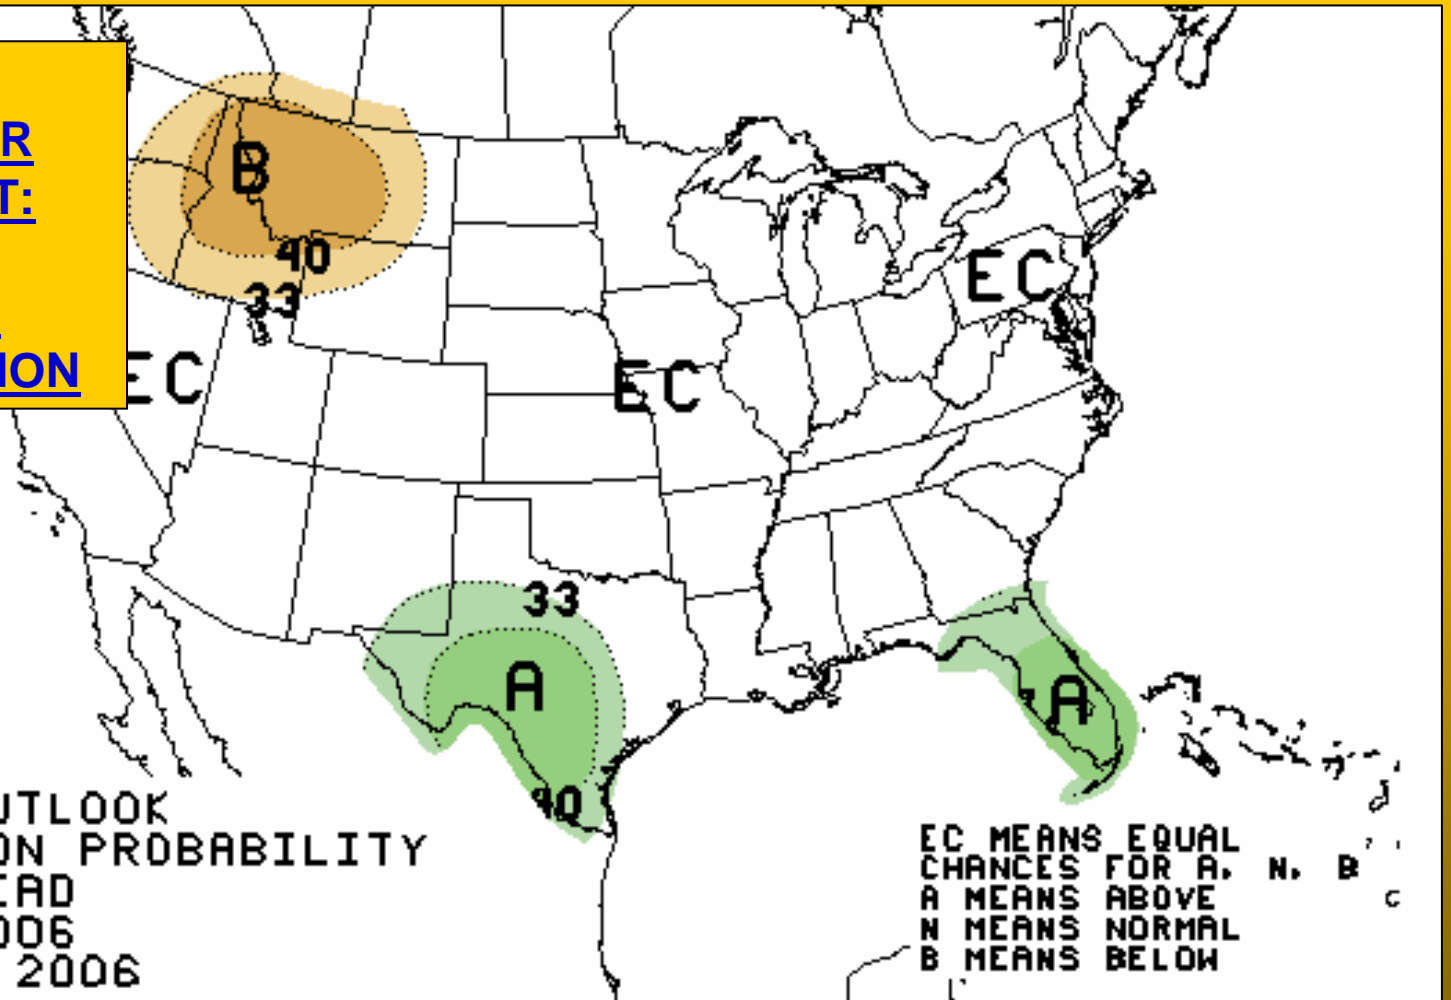 R
T:
ION
B
40
33
EC
EC
EC
33
A
40
A
UTLOOK
ON PROBABILITY
EAD
006
2006
EC MEANS EQUAL
CHANCES FOR A, N, B
A MEANS ABOVE
N MEANS NORMAL
B MEANS BELOW